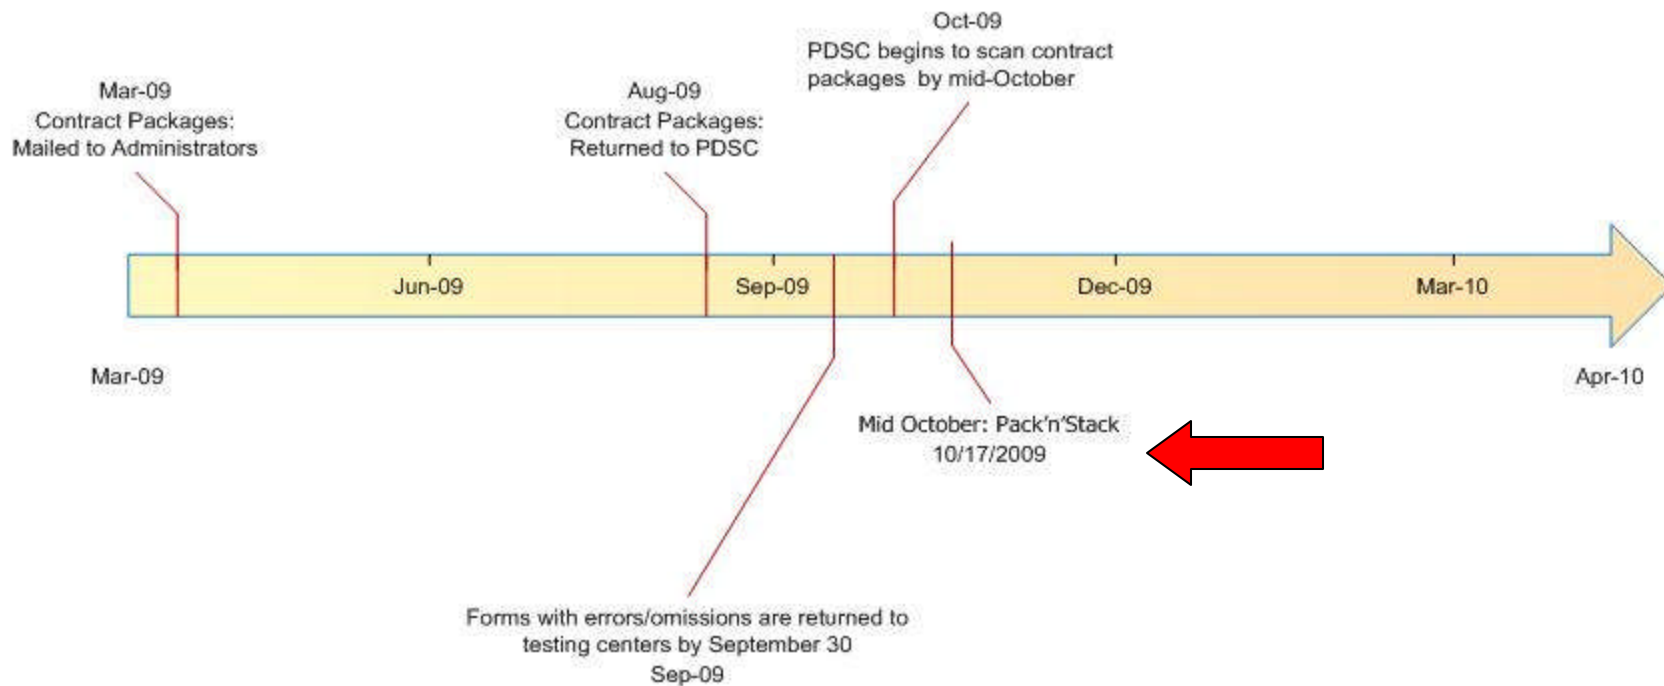 Oct-09
PDSC begins to scan contract
packages by mid-October
Mar-09
Contract Packages:
Mailed to Administrators
Aug-09
Contract Packages:
Returned to PDSC
Jun-09
Sep-09
Dec-09
Mar-10
Mar-09
Apr-10
Mid October: Pack'n'Stack
10/17/2009
Forms with errors/omissions are returned to
testing centers by September 30
Sep-09